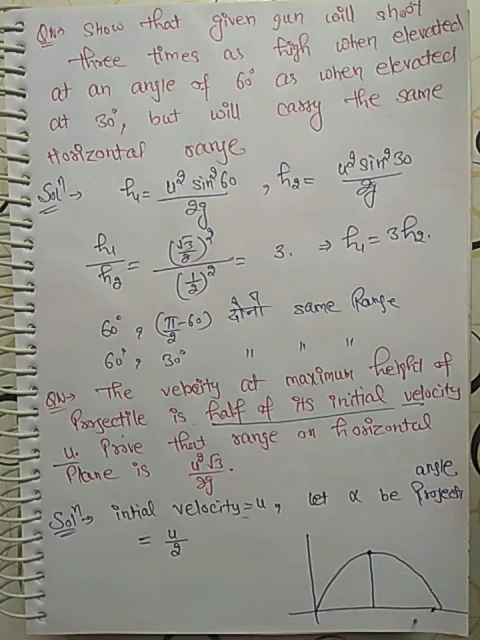 QN→ Show that given gun will shoot
three times as high when elevated
at an angle of 60° as when elevated
at 30°, but will carry the same
Horizontal range
Solⁿ→ h₁ = u² sin² 60 / 2g , h₂ = u² sin² 30 / 2g
h₁/h₂ = (√3/2)² / (1/2)² = 3. ⇒ h₁ = 3h₂.
60°, (π/2 - 60) दोनो same Range
60°, 30° " " "
QN→ The velocity at maximum height of
Projectile is half of its initial velocity
u. Prove that range on horizontal
Plane is u²√3 / 2g.
angle
Solⁿ→ intial velocity = u, Let α be Project
= u/2